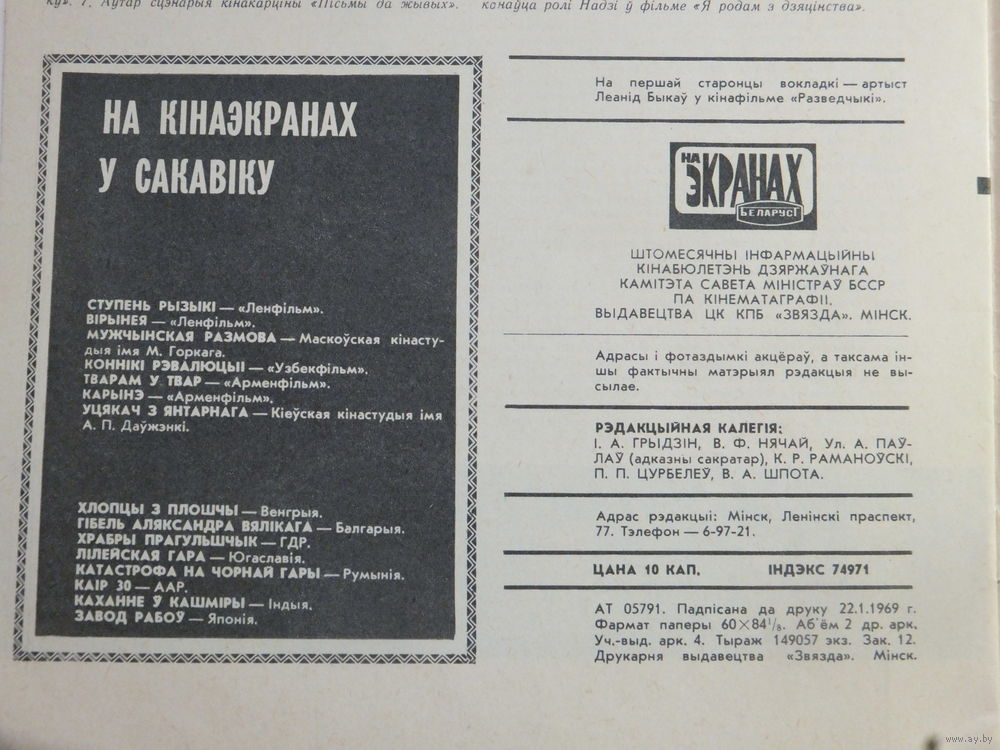 ку». 7. Аўтар сцэнарыя кінакарціны «Пісьмы да жывых».
канаўца ролі Надзі ў фільме «Я родам з дзяцінства».
НА КІНАЭКРАНАХ
У САКАВІКУ
СТУПЕНЬ РЫЗЫКІ — «Ленфільм».
ВІРЫНЕЯ — «Ленфільм».
МУЖЧЫНСКАЯ РАЗМОВА — Маскоўская кінасту-
дыя імя М. Горкага.
КОННІКІ РЭВАЛЮЦЫІ — «Узбекфільм».
ТВАРАМ У ТВАР — «Арменфільм».
КАРЫНЭ — «Арменфільм».
УЦЯКАЧ З ЯНТАРНАГА — Кіеўская кінастудыя імя
А. П. Даўжэнкі.
ХЛОПЦЫ З ПЛОШЧЫ — Венгрыя.
ГІБЕЛЬ АЛЯКСАНДРА ВЯЛІКАГА — Балгарыя.
ХРАБРЫ ПРАГУЛЬШЧЫК — ГДР.
ЛІЛЕЙСКАЯ ГАРА — Югаславія.
КАТАСТРОФА НА ЧОРНАЙ ГАРЫ — Румынія.
КАІР 30 — ААР.
КАХАННЕ Ў КАШМІРЫ — Індыя.
ЗАВОД РАБОЎ — Японія.
На першай старонцы вокладкі — артыст
Леанід Быкаў у кінафільме «Разведчыкі».
НА
ЭКРАНАХ
БЕЛАРУСІ
ШТОМЕСЯЧНЫ ІНФАРМАЦЫЙНЫ
КІНАБЮЛЕТЭНЬ ДЗЯРЖАЎНАГА
КАМІТЭТА САВЕТА МІНІСТРАЎ БССР
ПА КІНЕМАТАГРАФІІ.
ВЫДАВЕЦТВА ЦК КПБ «ЗВЯЗДА». МІНСК.
Адрасы і фотаздымкі акцёраў, а таксама ін-
шы фактычны матэрыял рэдакцыя не вы-
сылае.
РЭДАКЦЫЙНАЯ КАЛЕГІЯ:
І. А. ГРЫДЗІН, В. Ф. НЯЧАЙ, Ул. А. ПАЎ-
ЛАЎ (адказны сакратар), К. Р. РАМАНОЎСКІ,
П. П. ЦУРБЕЛЕЎ, В. А. ШПОТА.
Адрас рэдакцыі: Мінск, Ленінскі праспект,
77. Тэлефон — 6-97-21.
ЦАНА 10 КАП. ІНДЭКС 74971
АТ 05791. Падпісана да друку 22.1.1969 г.
Фармат паперы 60×84¹/₈. Аб'ём 2 др. арк.
Уч.-выд. арк. 4. Тыраж 149057 экз. Зак. 12.
Друкарня выдавецтва «Звязда». Мінск.
www.ay.by